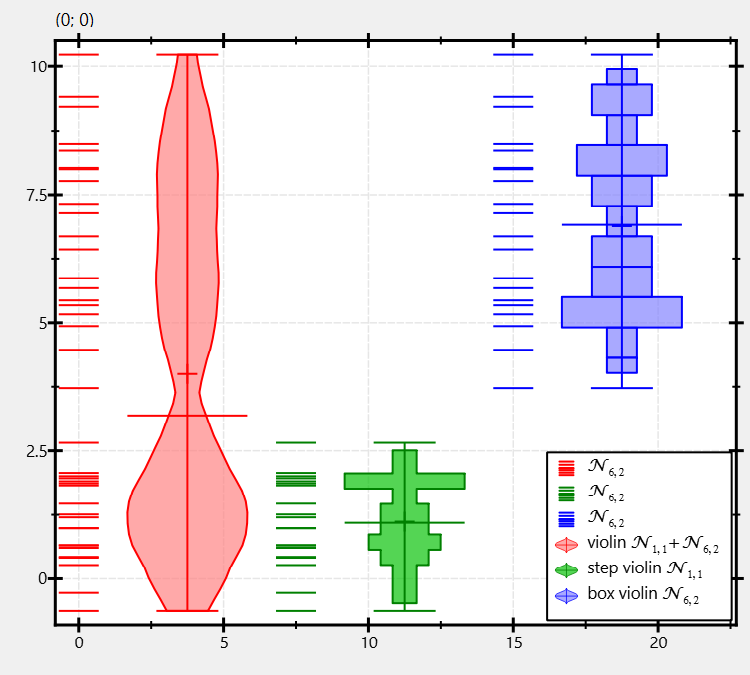 (0; 0)
10
7.5
5
2.5
0
0 5 10 15 20
𝒩6,2
𝒩6,2
𝒩6,2
violin 𝒩1,1+𝒩6,2
step violin 𝒩1,1
box violin 𝒩6,2